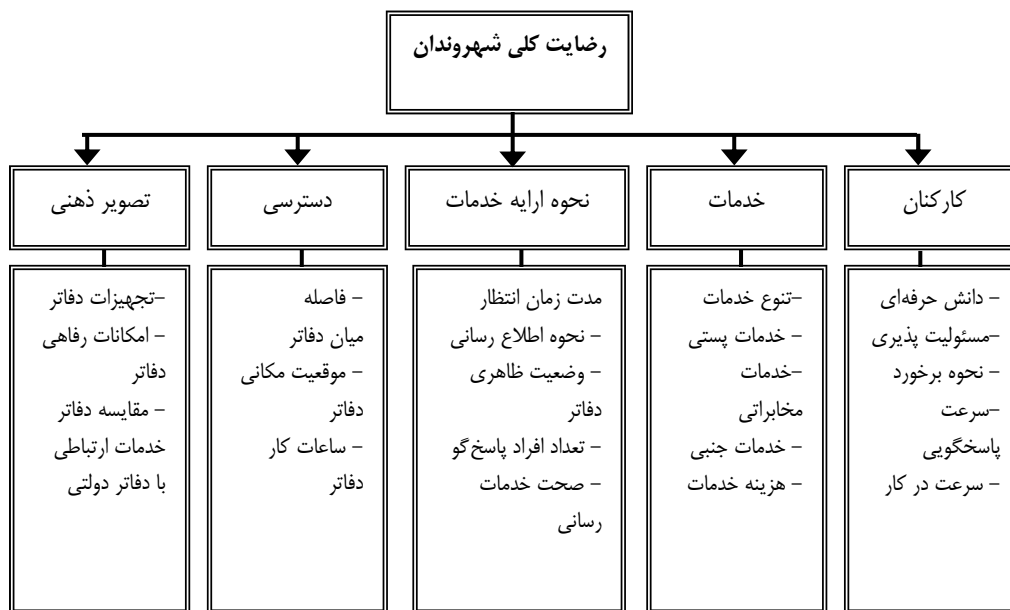 رضایت کلی شهروندان
کارکنان
خدمات
نحوه ارایه خدمات
دسترسی
تصویر ذهنی
- دانش حرفه‌ای
-مسئولیت پذیری
- نحوه برخورد
-سرعت
پاسخگویی
- سرعت در کار
-تنوع خدمات
- خدمات پستی
-خدمات
مخابراتی
- خدمات جنبی
- هزینه خدمات
مدت زمان انتظار
- نحوه اطلاع رسانی
- وضعیت ظاهری
دفاتر
- تعداد افراد پاسخ‌گو
- صحت خدمات
رسانی
- فاصله
میان دفاتر
- موقعیت مکانی
دفاتر
- ساعات کار
دفاتر
-تجهیزات دفاتر
- امکانات رفاهی
دفاتر
- مقایسه دفاتر
خدمات ارتباطی
با دفاتر دولتی